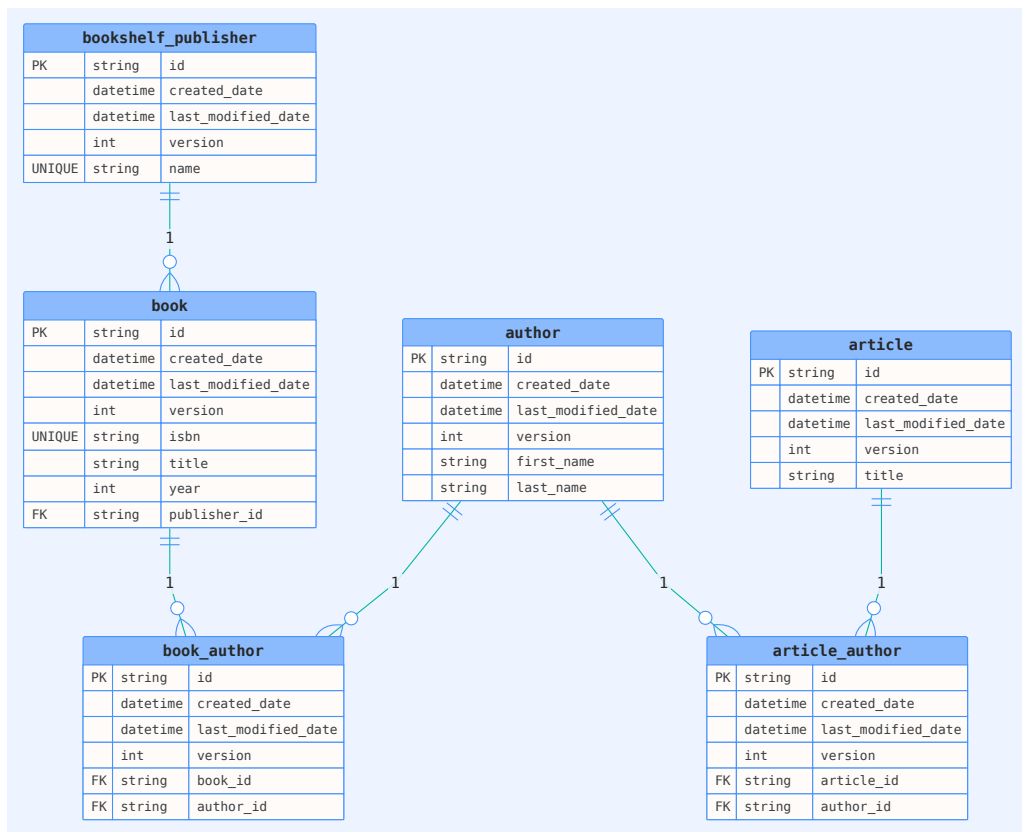 bookshelf_publisher
PK string id
datetime created_date
datetime last_modified_date
int version
UNIQUE string name
1
book
PK string id
datetime created_date
datetime last_modified_date
int version
UNIQUE string isbn
string title
int year
FK string publisher_id
author
PK string id
datetime created_date
datetime last_modified_date
int version
string first_name
string last_name
article
PK string id
datetime created_date
datetime last_modified_date
int version
string title
1
1
1
1
book_author
PK string id
datetime created_date
datetime last_modified_date
int version
FK string book_id
FK string author_id
article_author
PK string id
datetime created_date
datetime last_modified_date
int version
FK string article_id
FK string author_id